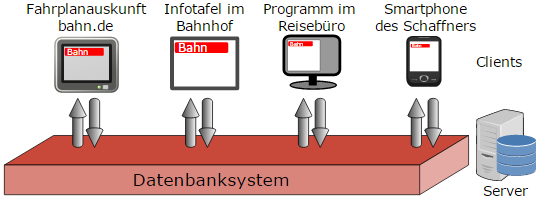 Fahrplanauskunft
bahn.de
Infotafel im
Bahnhof
Programm im
Reisebüro
Smartphone
des Schaffners
Bahn
Bahn
Bahn
Bahn
Clients
Datenbanksystem
Server